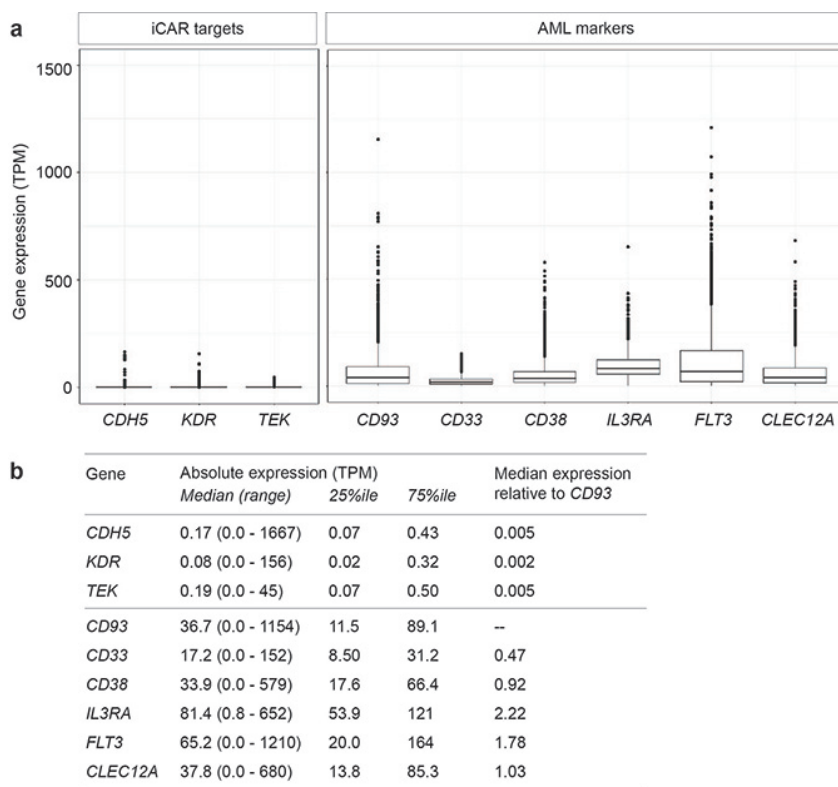 a
iCAR targets
AML markers
Gene expression (TPM)
1500
1000
500
0
CDH5 KDR TEK CD93 CD33 CD38 IL3RA FLT3 CLEC12A
b
Gene Absolute expression (TPM) Median expression
Median (range) 25%ile 75%ile relative to CD93
CDH5 0.17 (0.0 - 1667) 0.07 0.43 0.005
KDR 0.08 (0.0 - 156) 0.02 0.32 0.002
TEK 0.19 (0.0 - 45) 0.07 0.50 0.005
CD93 36.7 (0.0 - 1154) 11.5 89.1 --
CD33 17.2 (0.0 - 152) 8.50 31.2 0.47
CD38 33.9 (0.0 - 579) 17.6 66.4 0.92
IL3RA 81.4 (0.8 - 652) 53.9 121 2.22
FLT3 65.2 (0.0 - 1210) 20.0 164 1.78
CLEC12A 37.8 (0.0 - 680) 13.8 85.3 1.03